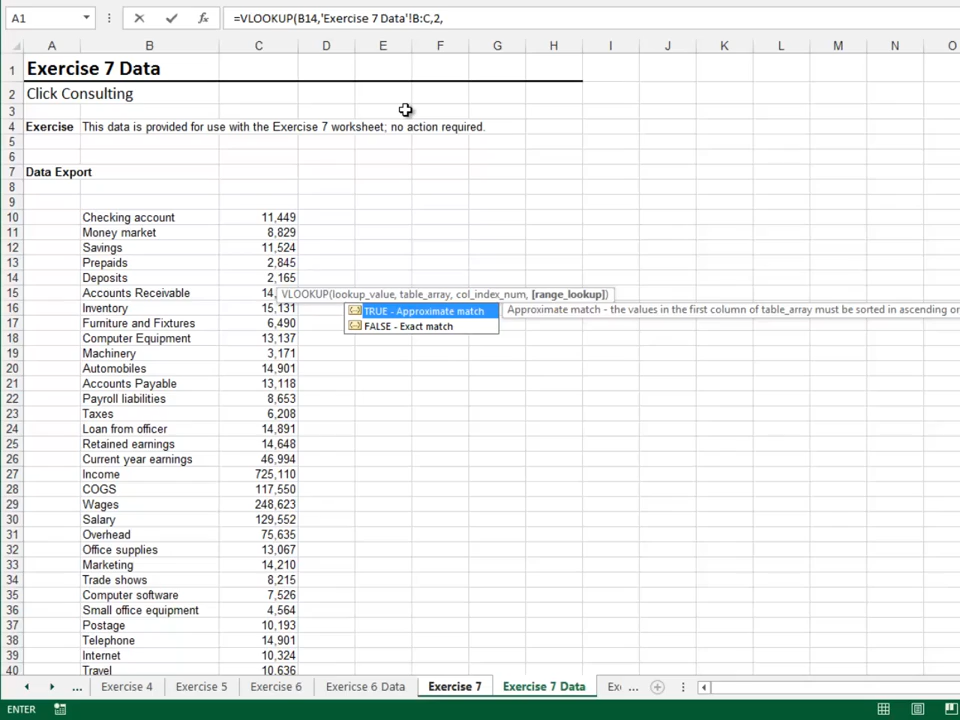 A1 =VLOOKUP(B14,'Exercise 7 Data'!B:C,2,
A B C D E F G H I J K L M N O
1 Exercise 7 Data
2 Click Consulting
3
4 Exercise This data is provided for use with the Exercise 7 worksheet; no action required.
5
6
7 Data Export
8
9
10 Checking account 11,449
11 Money market 8,829
12 Savings 11,524
13 Prepaids 2,845
14 Deposits 2,165
15 Accounts Receivable 14, VLOOKUP(lookup_value, table_array, col_index_num, [range_lookup])
16 Inventory 15,131 TRUE - Approximate match Approximate match - the values in the first column of table_array must be sorted in ascending or
17 Furniture and Fixtures 6,490 FALSE - Exact match
18 Computer Equipment 13,137
19 Machinery 3,171
20 Automobiles 14,901
21 Accounts Payable 13,118
22 Payroll liabilities 8,653
23 Taxes 6,208
24 Loan from officer 14,891
25 Retained earnings 14,648
26 Current year earnings 46,994
27 Income 725,110
28 COGS 117,550
29 Wages 248,623
30 Salary 129,552
31 Overhead 75,635
32 Office supplies 13,067
33 Marketing 14,210
34 Trade shows 8,215
35 Computer software 7,526
36 Small office equipment 4,564
37 Postage 10,193
38 Telephone 14,901
39 Internet 10,324
40 Travel 10,636
... Exercise 4 Exercise 5 Exercise 6 Exericse 6 Data Exercise 7 Exercise 7 Data Exe ...
ENTER